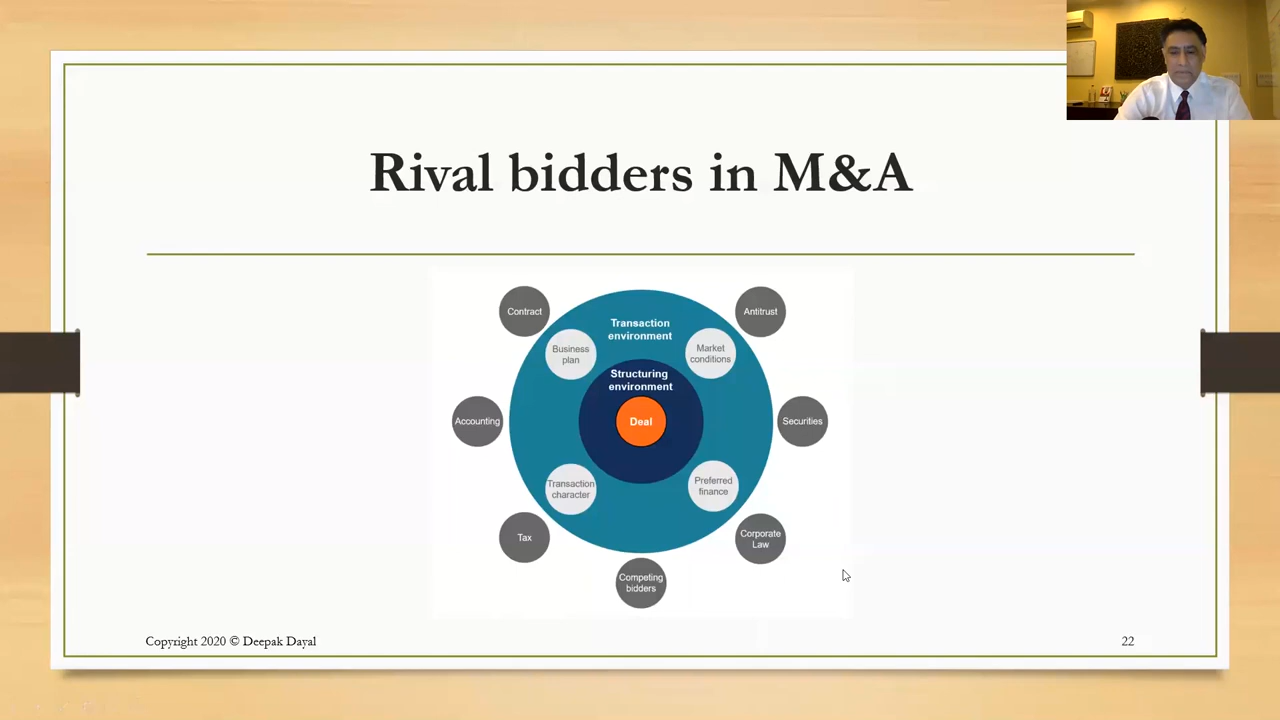 Rival bidders in M&A
Contract
Antitrust
Transaction
environment
Business
plan
Market
conditions
Structuring
environment
Accounting
Deal
Securities
Transaction
character
Preferred
finance
Tax
Corporate
Law
Competing
bidders
Copyright 2020 © Deepak Dayal
22